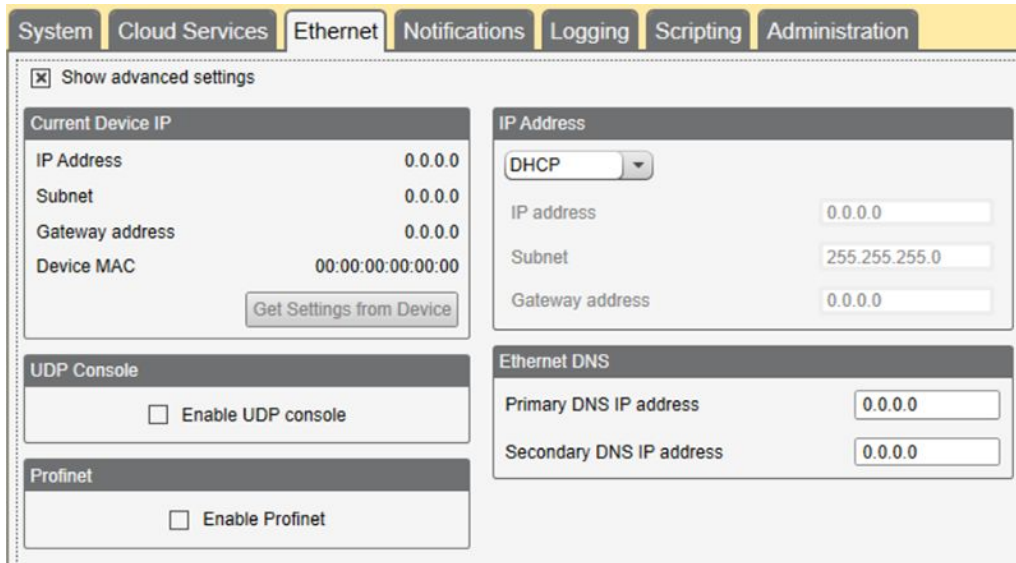 System Cloud Services Ethernet Notifications Logging Scripting Administration
Show advanced settings
Current Device IP
IP Address 0.0.0.0
Subnet 0.0.0.0
Gateway address 0.0.0.0
Device MAC 00:00:00:00:00:00
Get Settings from Device
UDP Console
Enable UDP console
Profinet
Enable Profinet
IP Address
DHCP
IP address 0.0.0.0
Subnet 255.255.255.0
Gateway address 0.0.0.0
Ethernet DNS
Primary DNS IP address 0.0.0.0
Secondary DNS IP address 0.0.0.0